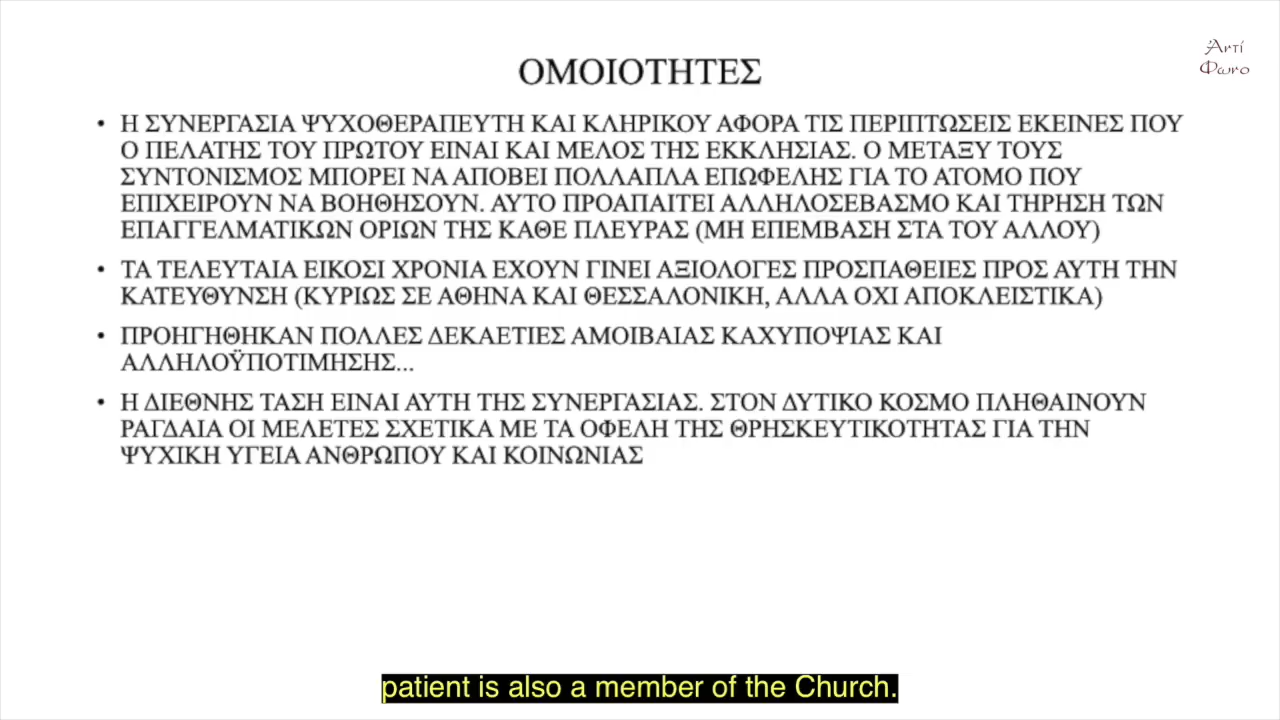 Ἀντί
Φωνο
ΟΜΟΙΟΤΗΤΕΣ
• Η ΣΥΝΕΡΓΑΣΙΑ ΨΥΧΟΘΕΡΑΠΕΥΤΗ ΚΑΙ ΚΛΗΡΙΚΟΥ ΑΦΟΡΑ ΤΙΣ ΠΕΡΙΠΤΩΣΕΙΣ ΕΚΕΙΝΕΣ ΠΟΥ
Ο ΠΕΛΑΤΗΣ ΤΟΥ ΠΡΩΤΟΥ ΕΙΝΑΙ ΚΑΙ ΜΕΛΟΣ ΤΗΣ ΕΚΚΛΗΣΙΑΣ. Ο ΜΕΤΑΞΥ ΤΟΥΣ
ΣΥΝΤΟΝΙΣΜΟΣ ΜΠΟΡΕΙ ΝΑ ΑΠΟΒΕΙ ΠΟΛΛΑΠΛΑ ΕΠΩΦΕΛΗΣ ΓΙΑ ΤΟ ΑΤΟΜΟ ΠΟΥ
ΕΠΙΧΕΙΡΟΥΝ ΝΑ ΒΟΗΘΗΣΟΥΝ. ΑΥΤΟ ΠΡΟΑΠΑΙΤΕΙ ΑΛΛΗΛΟΣΕΒΑΣΜΟ ΚΑΙ ΤΗΡΗΣΗ ΤΩΝ
ΕΠΑΓΓΕΛΜΑΤΙΚΩΝ ΟΡΙΩΝ ΤΗΣ ΚΑΘΕ ΠΛΕΥΡΑΣ (ΜΗ ΕΠΕΜΒΑΣΗ ΣΤΑ ΤΟΥ ΑΛΛΟΥ)
• ΤΑ ΤΕΛΕΥΤΑΙΑ ΕΙΚΟΣΙ ΧΡΟΝΙΑ ΕΧΟΥΝ ΓΙΝΕΙ ΑΞΙΟΛΟΓΕΣ ΠΡΟΣΠΑΘΕΙΕΣ ΠΡΟΣ ΑΥΤΗ ΤΗΝ
ΚΑΤΕΥΘΥΝΣΗ (ΚΥΡΙΩΣ ΣΕ ΑΘΗΝΑ ΚΑΙ ΘΕΣΣΑΛΟΝΙΚΗ, ΑΛΛΑ ΟΧΙ ΑΠΟΚΛΕΙΣΤΙΚΑ)
• ΠΡΟΗΓΗΘΗΚΑΝ ΠΟΛΛΕΣ ΔΕΚΑΕΤΙΕΣ ΑΜΟΙΒΑΙΑΣ ΚΑΧΥΠΟΨΙΑΣ ΚΑΙ
ΑΛΛΗΛΟΫΠΟΤΙΜΗΣΗΣ...
• Η ΔΙΕΘΝΗΣ ΤΑΣΗ ΕΙΝΑΙ ΑΥΤΗ ΤΗΣ ΣΥΝΕΡΓΑΣΙΑΣ. ΣΤΟΝ ΔΥΤΙΚΟ ΚΟΣΜΟ ΠΛΗΘΑΙΝΟΥΝ
ΡΑΓΔΑΙΑ ΟΙ ΜΕΛΕΤΕΣ ΣΧΕΤΙΚΑ ΜΕ ΤΑ ΟΦΕΛΗ ΤΗΣ ΘΡΗΣΚΕΥΤΙΚΟΤΗΤΑΣ ΓΙΑ ΤΗΝ
ΨΥΧΙΚΗ ΥΓΕΙΑ ΑΝΘΡΩΠΟΥ ΚΑΙ ΚΟΙΝΩΝΙΑΣ
patient is also a member of the Church.